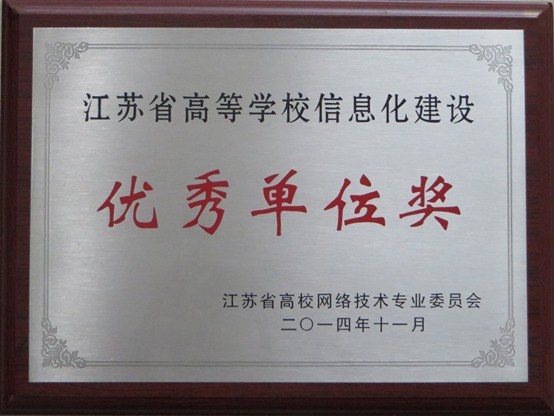 江苏省高等学校信息化建设
优秀单位奖
江苏省高校网络技术专业委员会
二〇一四年十一月